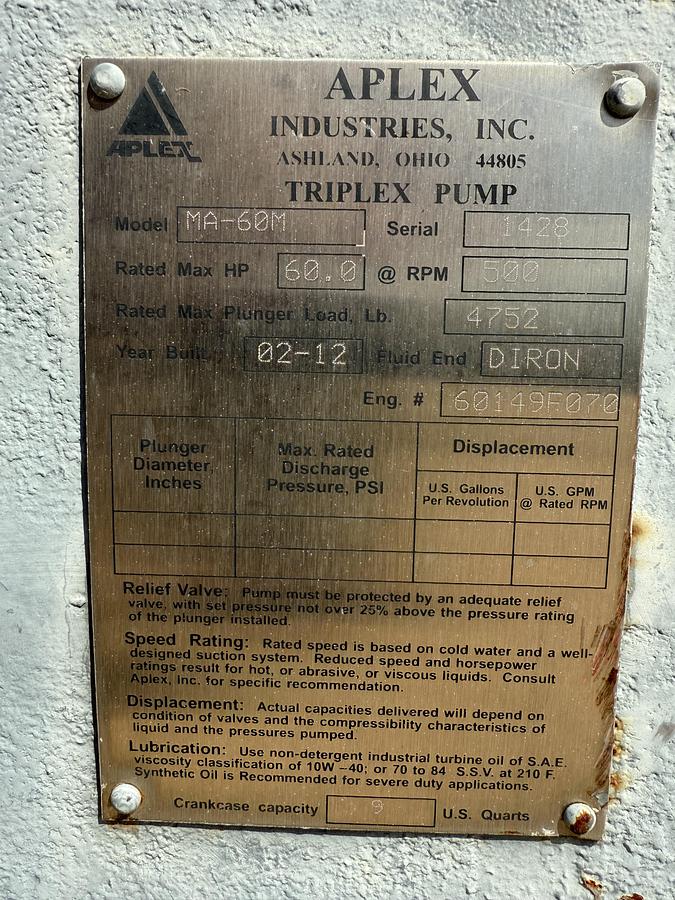 APLEX
APLEX
INDUSTRIES, INC.
ASHLAND, OHIO 44805
TRIPLEX PUMP
Model MA-60M Serial 1428
Rated Max HP 60.0 @ RPM 500
Rated Max Plunger Load, Lb. 4752
Year Built 02-12 Fluid End DIRON
Eng. # 60149F070
Plunger Diameter, Inches
Max. Rated Discharge Pressure, PSI
Displacement
U.S. Gallons Per Revolution
U.S. GPM @ Rated RPM
Relief Valve: Pump must be protected by an adequate relief
valve, with set pressure not over 25% above the pressure rating
of the plunger installed.
Speed Rating: Rated speed is based on cold water and a well-
designed suction system. Reduced speed and horsepower
ratings result for hot, or abrasive, or viscous liquids. Consult
Aplex, Inc. for specific recommendation.
Displacement: Actual capacities delivered will depend on
condition of valves and the compressibility characteristics of
liquid and the pressures pumped.
Lubrication: Use non-detergent industrial turbine oil of S.A.E.
viscosity classification of 10W –40; or 70 to 84 S.S.V. at 210 F.
Synthetic Oil is Recommended for severe duty applications.
Crankcase capacity 9 U.S. Quarts